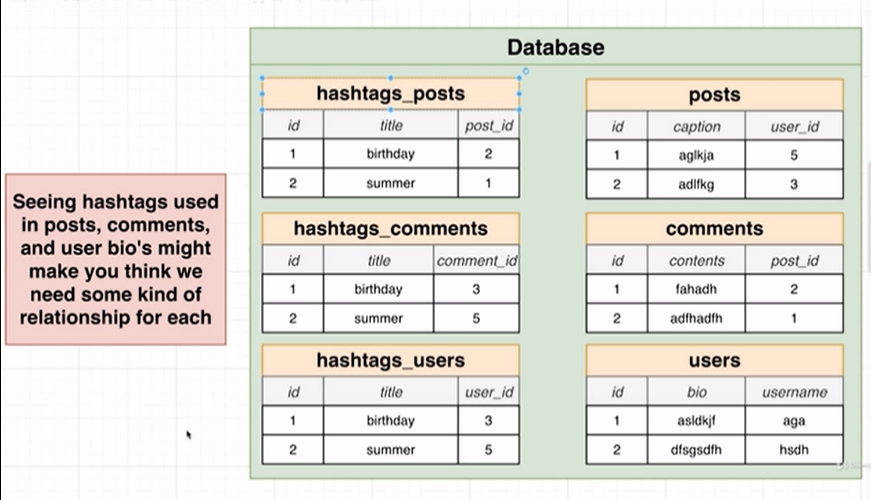 Database
Seeing hashtags used
in posts, comments,
and user bio's might
make you think we
need some kind of
relationship for each
hashtags_posts
id title post_id
1 birthday 2
2 summer 1
posts
id caption user_id
1 aglkja 5
2 adlfkg 3
hashtags_comments
id title comment_id
1 birthday 3
2 summer 5
comments
id contents post_id
1 fahadh 2
2 adfhadfh 1
hashtags_users
id title user_id
1 birthday 3
2 summer 5
users
id bio username
1 asldkjf aga
2 dfsgsdfh hsdh